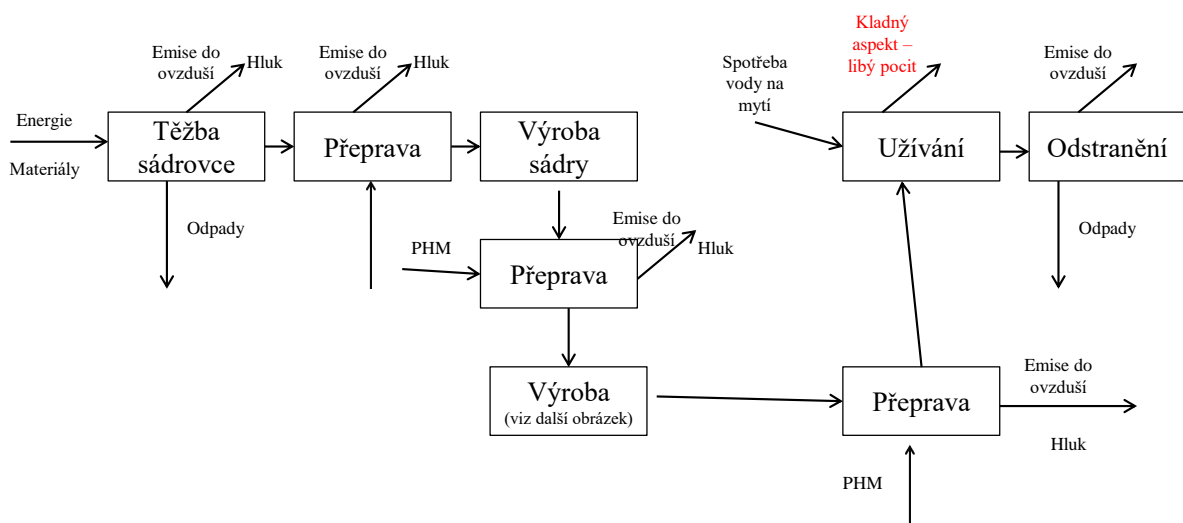 Emise do
ovzduší
Hluk
Emise do
ovzduší
Hluk
Kladný
aspekt –
libý pocit
Spotřeba
vody na
mytí
Emise do
ovzduší
Energie
Materiály
Těžba
sádrovce
Přeprava
Výroba
sádry
Užívání
Odstranění
Odpady
PHM
Přeprava
Emise do
ovzduší
Hluk
Odpady
Výroba
(viz další obrázek)
Přeprava
Emise do
ovzduší
Hluk
PHM